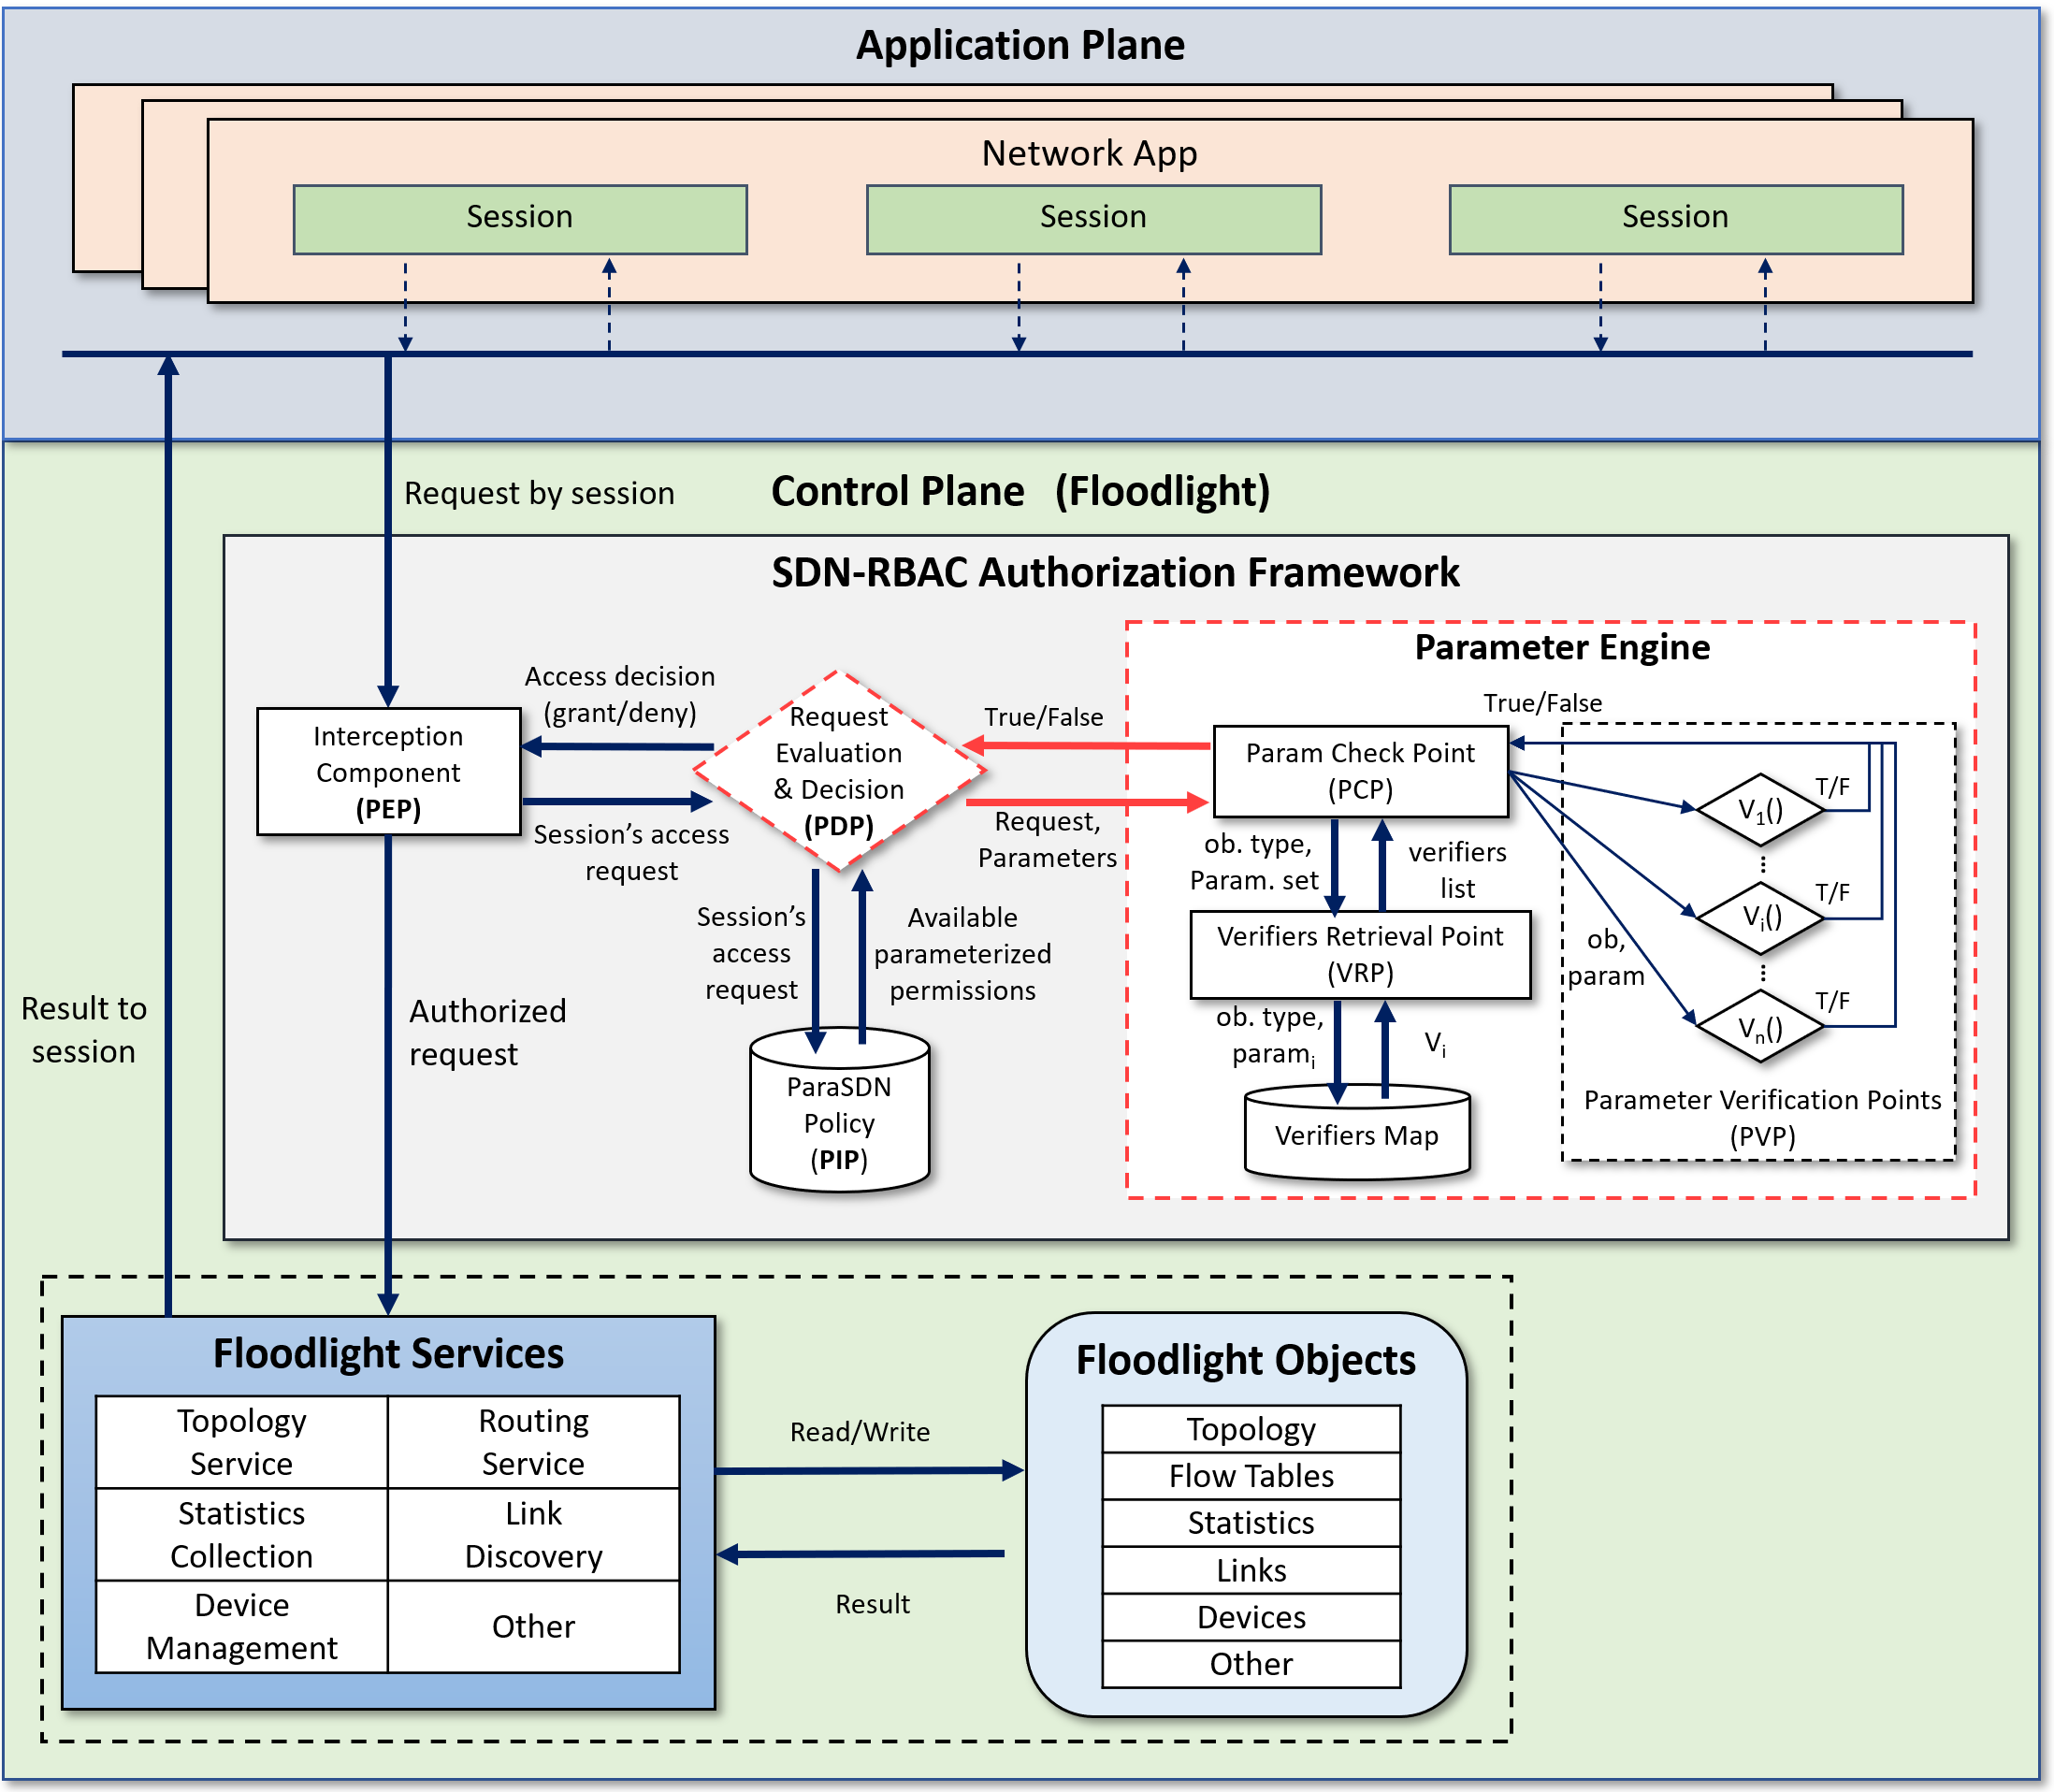 Application Plane
Network App
Session
Session
Session
Request by session
Control Plane (Floodlight)
SDN-RBAC Authorization Framework
Parameter Engine
Access decision
(grant/deny)
Interception
Component
(PEP)
Session's access
request
Request
Evaluation
& Decision
(PDP)
True/False
Request,
Parameters
Param Check Point
(PCP)
True/False
ob. type,
Param. set
verifiers
list
Verifiers Retrieval Point
(VRP)
ob. type,
paramᵢ
Vᵢ
Verifiers Map
V₁()
T/F
Vᵢ()
T/F
Vₙ()
T/F
ob,
param
Parameter Verification Points
(PVP)
Session's
access
request
Available
parameterized
permissions
ParaSDN
Policy
(PIP)
Result to
session
Authorized
request
Floodlight Services
Topology
Service
Routing
Service
Statistics
Collection
Link
Discovery
Device
Management
Other
Read/Write
Result
Floodlight Objects
Topology
Flow Tables
Statistics
Links
Devices
Other